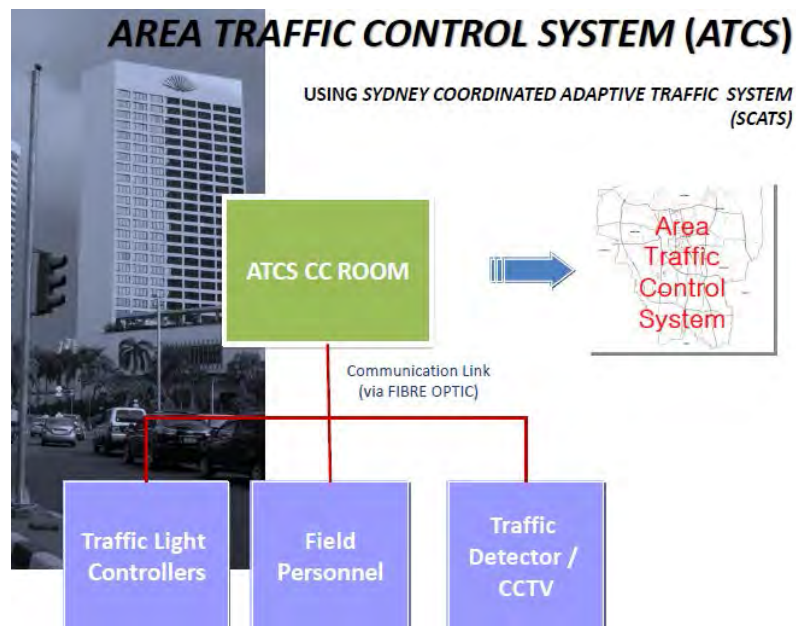 AREA TRAFFIC CONTROL SYSTEM (ATCS)
USING SYDNEY COORDINATED ADAPTIVE TRAFFIC SYSTEM
(SCATS)
ATCS CC ROOM
Area
Traffic
Control
System
Communication Link
(via FIBRE OPTIC)
Traffic Light
Controllers
Field
Personnel
Traffic
Detector /
CCTV